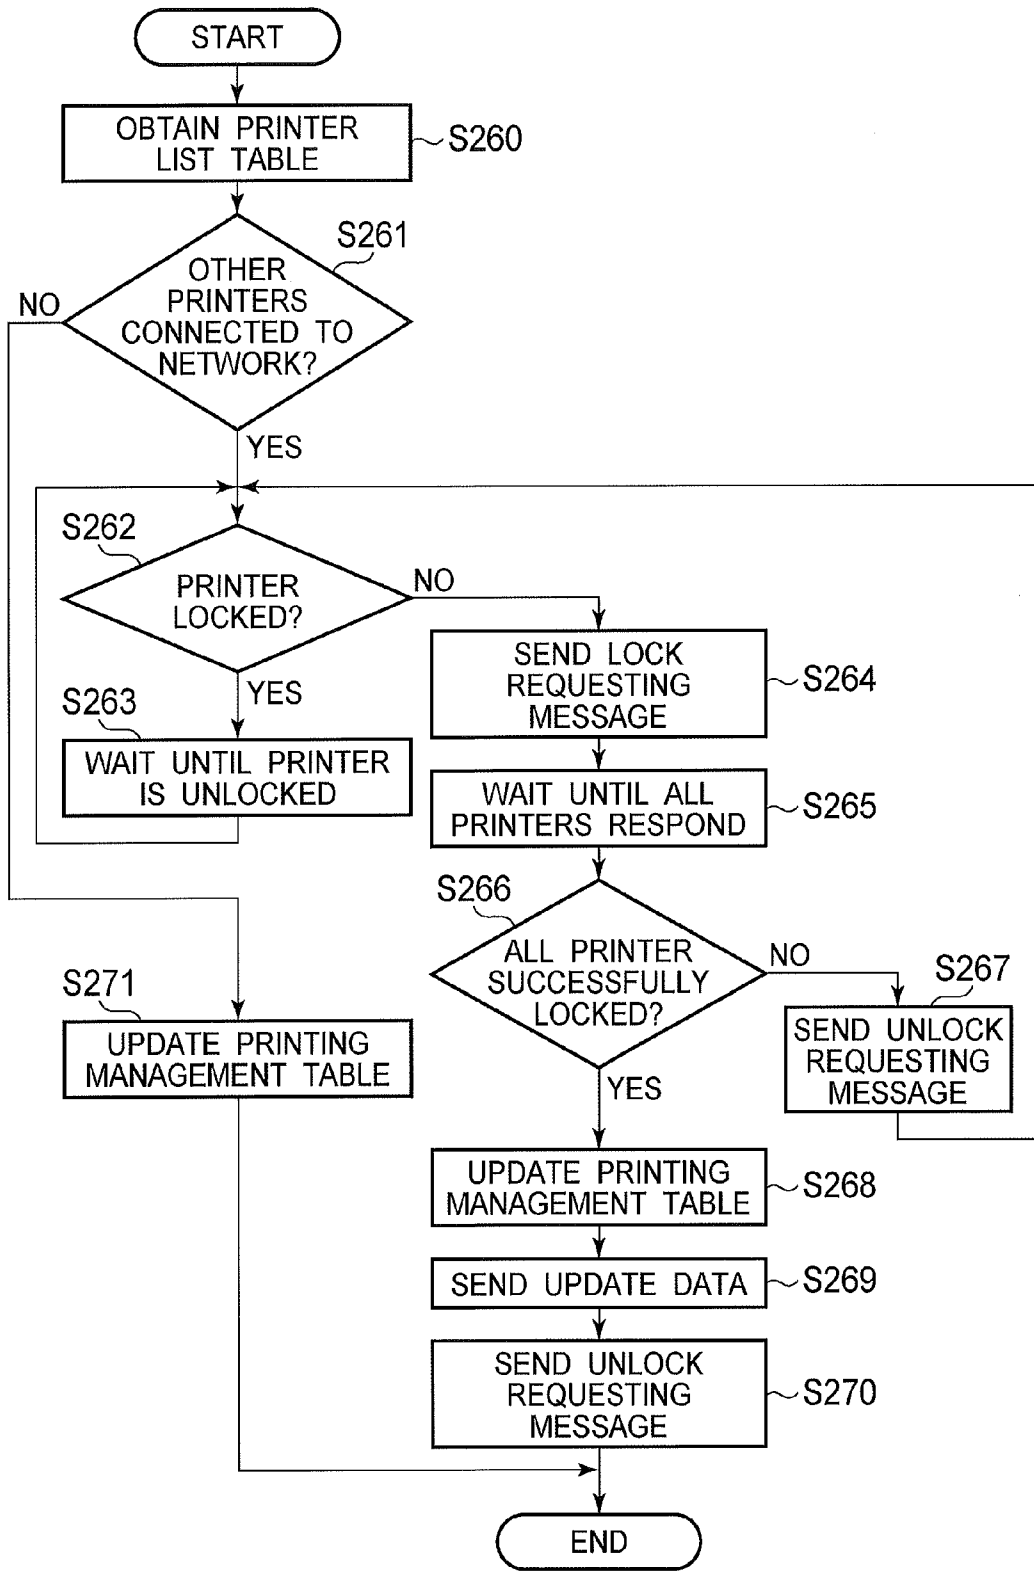 START
OBTAIN PRINTER
LIST TABLE
S260
S261
OTHER
PRINTERS
CONNECTED TO
NETWORK?
NO
YES
S262
PRINTER
LOCKED?
NO
YES
S263
WAIT UNTIL PRINTER
IS UNLOCKED
SEND LOCK
REQUESTING
MESSAGE
S264
WAIT UNTIL ALL
PRINTERS RESPOND
S265
S266
ALL PRINTER
SUCCESSFULLY
LOCKED?
NO
YES
S267
SEND UNLOCK
REQUESTING
MESSAGE
S271
UPDATE PRINTING
MANAGEMENT TABLE
UPDATE PRINTING
MANAGEMENT TABLE
S268
SEND UPDATE DATA
S269
SEND UNLOCK
REQUESTING
MESSAGE
S270
END